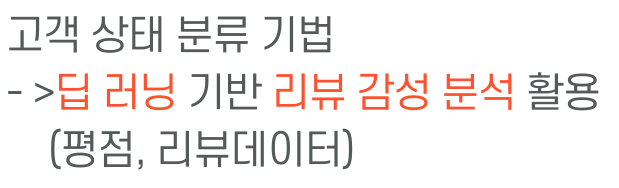 고객 상태 분류 기법
- >딥 러닝 기반 리뷰 감성 분석 활용
(평점, 리뷰데이터)